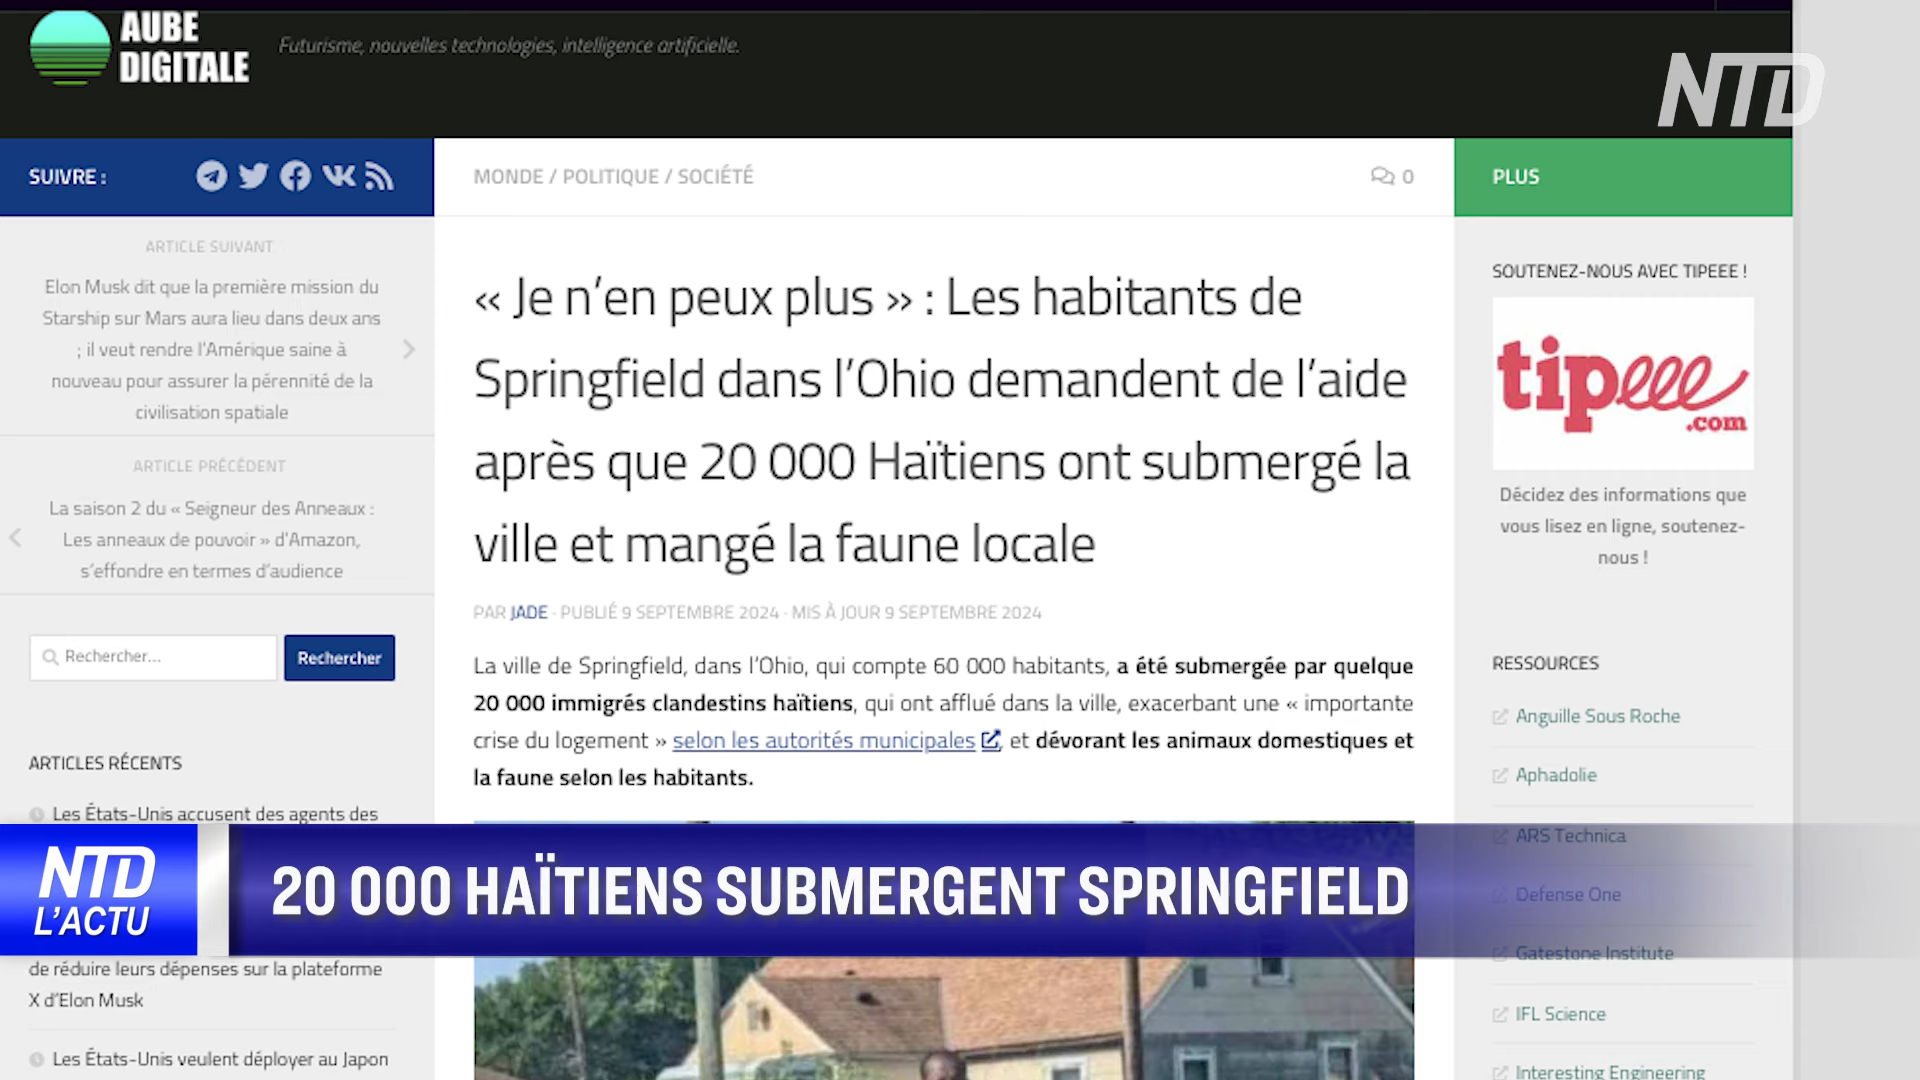 AUBE
DIGITALE
Futurisme, nouvelles technologies, intelligence artificielle.
NTD
SUIVRE :
MONDE / POLITIQUE / SOCIÉTÉ
0
PLUS
ARTICLE SUIVANT
Elon Musk dit que la première mission du
Starship sur Mars aura lieu dans deux ans
; il veut rendre l'Amérique saine à
nouveau pour assurer la pérennité de la
civilisation spatiale
ARTICLE PRÉCÉDENT
La saison 2 du « Seigneur des Anneaux :
Les anneaux de pouvoir » d'Amazon,
s'effondre en termes d'audience
Rechercher...
Rechercher
ARTICLES RÉCENTS
Les États-Unis accusent des agents des
de réduire leurs dépenses sur la plateforme
X d'Elon Musk
Les États-Unis veulent déployer au Japon
« Je n'en peux plus » : Les habitants de
Springfield dans l'Ohio demandent de l'aide
après que 20 000 Haïtiens ont submergé la
ville et mangé la faune locale
PAR JADE · PUBLIÉ 9 SEPTEMBRE 2024 · MIS À JOUR 9 SEPTEMBRE 2024
La ville de Springfield, dans l'Ohio, qui compte 60 000 habitants, a été submergée par quelque
20 000 immigrés clandestins haïtiens, qui ont afflué dans la ville, exacerbant une « importante
crise du logement » selon les autorités municipales, et dévorant les animaux domestiques et
la faune selon les habitants.
SOUTENEZ-NOUS AVEC TIPEEE !
tipeee
.com
Décidez des informations que
vous lisez en ligne, soutenez-
nous !
RESSOURCES
Anguille Sous Roche
Aphadolie
ARS Technica
Defense One
Gatestone Institute
IFL Science
Interesting Engineering
NTD
L'ACTU
20 000 HAÏTIENS SUBMERGENT SPRINGFIELD